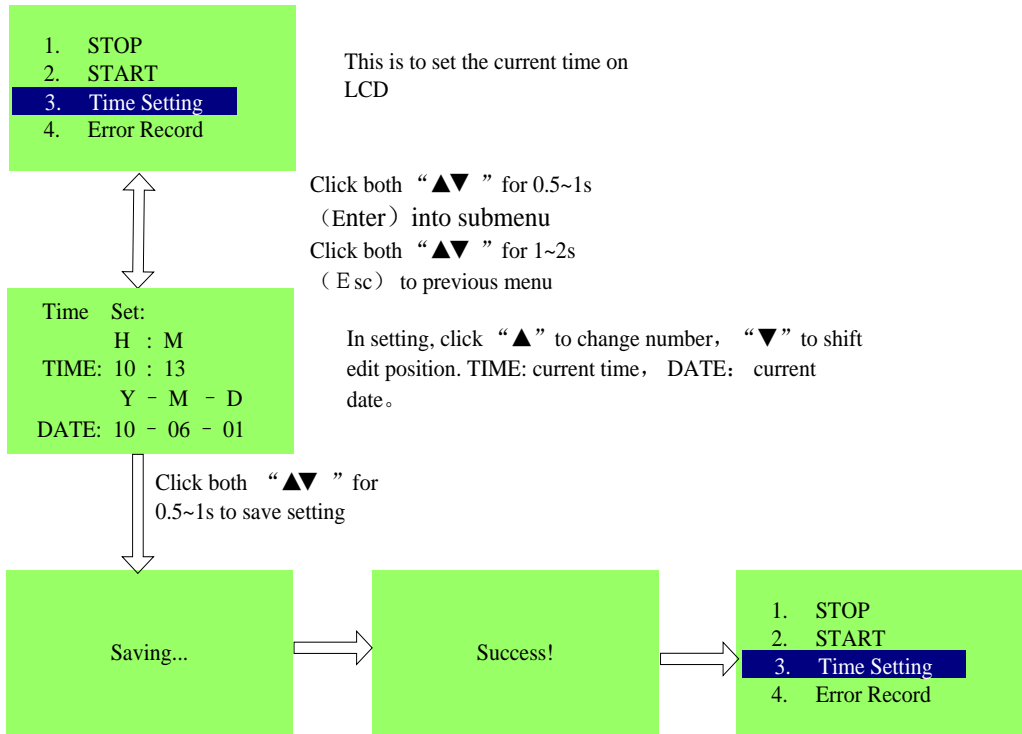 1. STOP
2. START
3. Time Setting
4. Error Record
This is to set the current time on
LCD
Click both “▲▼ ” for 0.5~1s
（Enter）into submenu
Click both “▲▼ ” for 1~2s
（Ｅsc） to previous menu
Time Set:
H : M
TIME: 10 : 13
Y － M － D
DATE: 10 － 06 － 01
In setting, click “▲” to change number， “▼” to shift
edit position. TIME: current time， DATE： current
date。
Click both “▲▼ ” for
0.5~1s to save setting
Saving...
Success!
1. STOP
2. START
3. Time Setting
4. Error Record